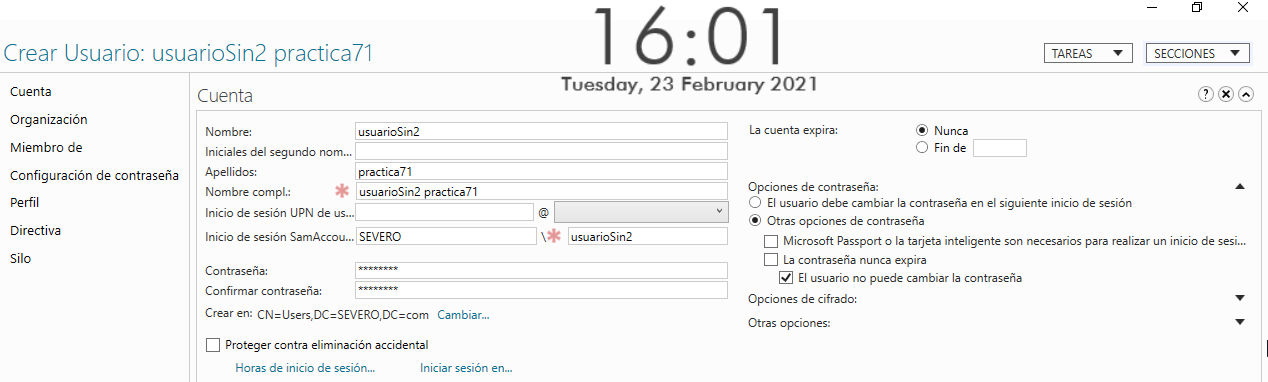 16:01
Tuesday, 23 February 2021
Crear Usuario: usuarioSin2 practica71
TAREAS
SECCIONES
Cuenta
Organización
Miembro de
Configuración de contraseña
Perfil
Directiva
Silo
Cuenta
Nombre: usuarioSin2
Iniciales del segundo nom...
Apellidos: practica71
Nombre compl.: * usuarioSin2 practica71
Inicio de sesión UPN de us... @
Inicio de sesión SamAccou... SEVERO \ * usuarioSin2
Contraseña: ********
Confirmar contraseña: ********
Crear en: CN=Users,DC=SEVERO,DC=com Cambiar...
Proteger contra eliminación accidental
Horas de inicio de sesión... Iniciar sesión en...
La cuenta expira: Nunca
Fin de
Opciones de contraseña:
El usuario debe cambiar la contraseña en el siguiente inicio de sesión
Otras opciones de contraseña
Microsoft Passport o la tarjeta inteligente son necesarios para realizar un inicio de sesi...
La contraseña nunca expira
El usuario no puede cambiar la contraseña
Opciones de cifrado:
Otras opciones: